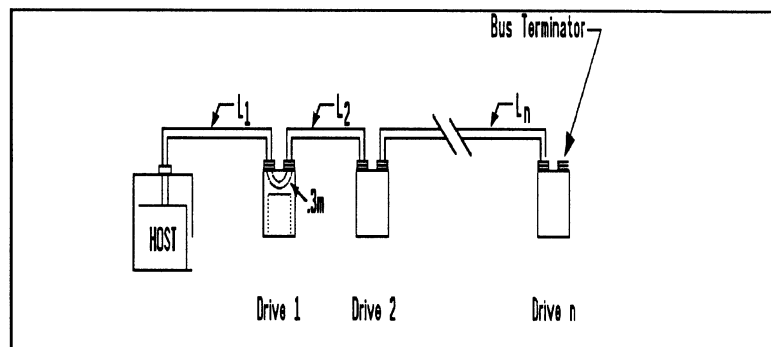 Bus Terminator
L1
L2
Ln
.3m
HOST
Drive 1
Drive 2
Drive n